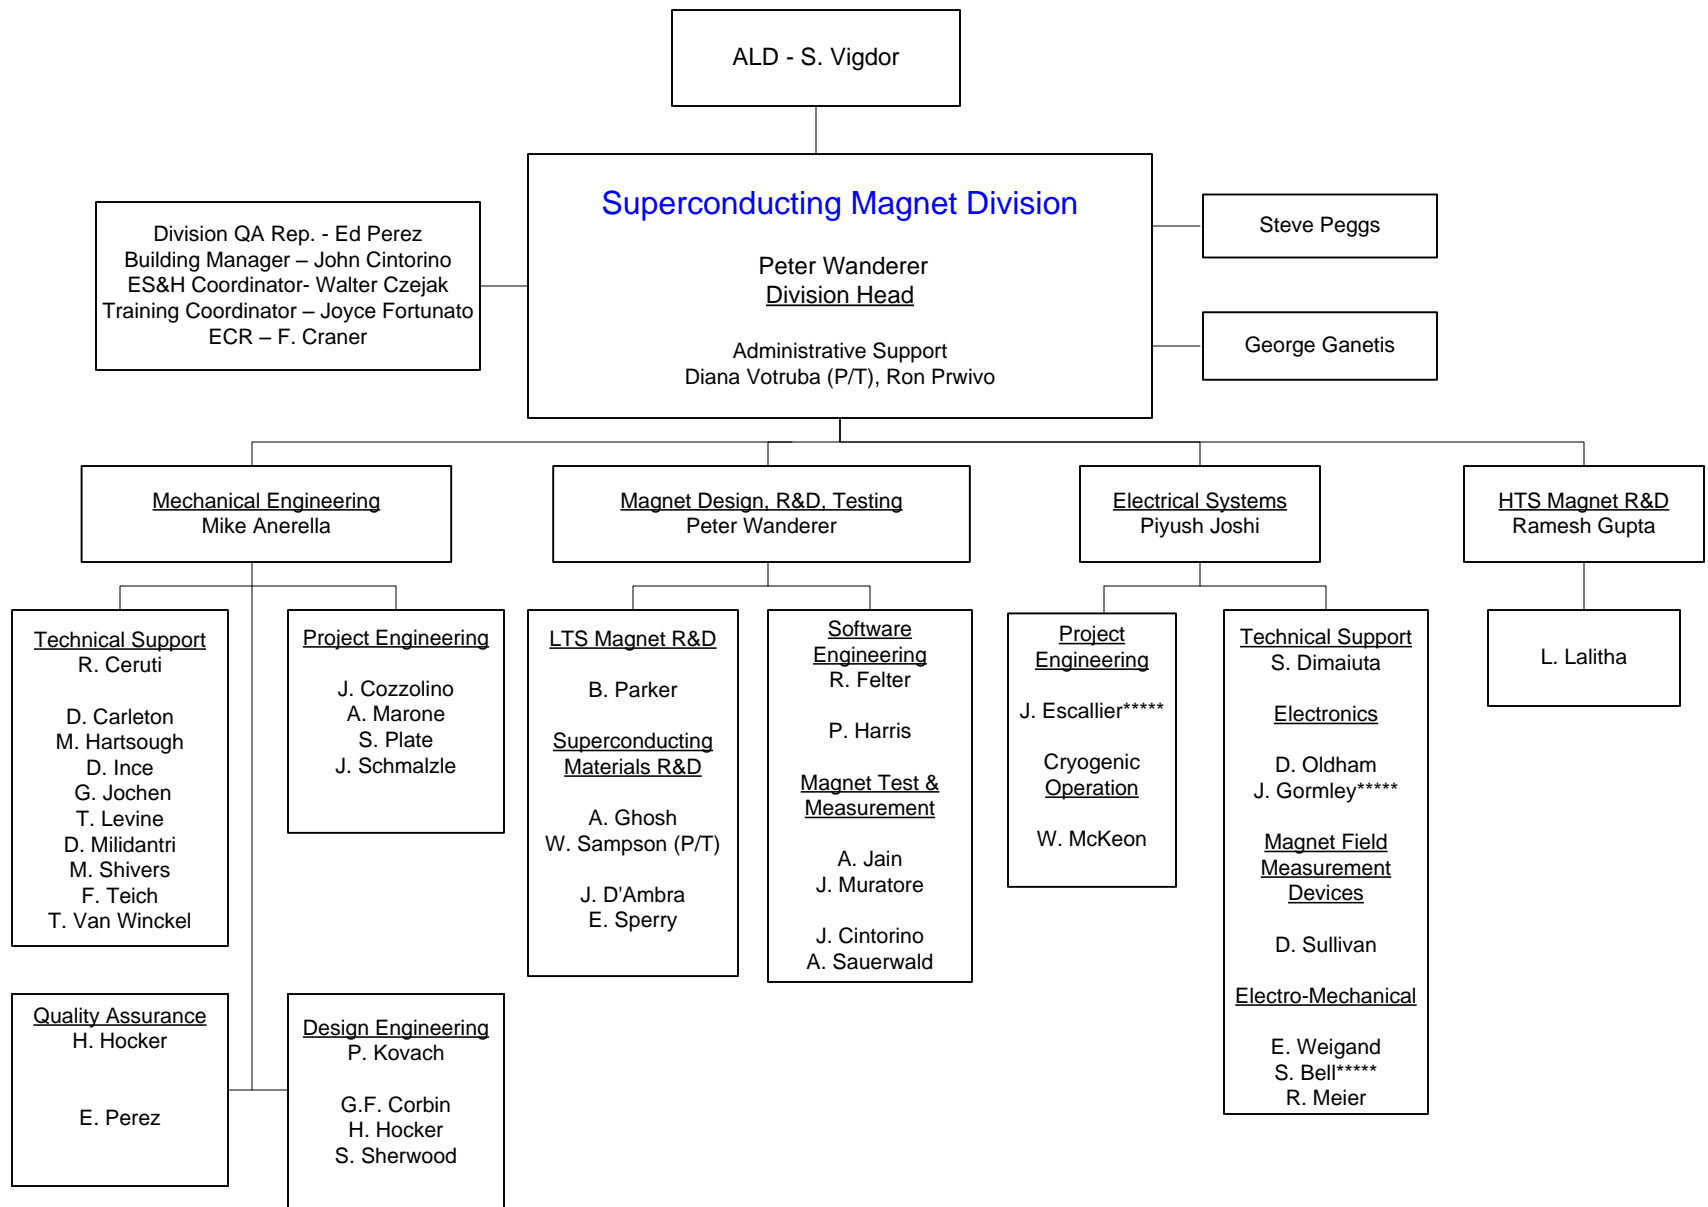 ALD - S. Vigdor
Superconducting Magnet Division
Peter Wanderer
Division Head
Administrative Support
Diana Votruba (P/T), Ron Prwivo
Division QA Rep. - Ed Perez
Building Manager – John Cintorino
ES&H Coordinator- Walter Czejak
Training Coordinator – Joyce Fortunato
ECR – F. Craner
Steve Peggs
George Ganetis
Mechanical Engineering
Mike Anerella
Magnet Design, R&D, Testing
Peter Wanderer
Electrical Systems
Piyush Joshi
HTS Magnet R&D
Ramesh Gupta
Technical Support
R. Ceruti
D. Carleton
M. Hartsough
D. Ince
G. Jochen
T. Levine
D. Milidantri
M. Shivers
F. Teich
T. Van Winckel
Project Engineering
J. Cozzolino
A. Marone
S. Plate
J. Schmalzle
Quality Assurance
H. Hocker
E. Perez
Design Engineering
P. Kovach
G.F. Corbin
H. Hocker
S. Sherwood
LTS Magnet R&D
B. Parker
Superconducting
Materials R&D
A. Ghosh
W. Sampson (P/T)
J. D'Ambra
E. Sperry
Software
Engineering
R. Felter
P. Harris
Magnet Test &
Measurement
A. Jain
J. Muratore
J. Cintorino
A. Sauerwald
Project
Engineering
J. Escallier*****
Cryogenic
Operation
W. McKeon
Technical Support
S. Dimaiuta
Electronics
D. Oldham
J. Gormley*****
Magnet Field
Measurement
Devices
D. Sullivan
Electro-Mechanical
E. Weigand
S. Bell*****
R. Meier
L. Lalitha